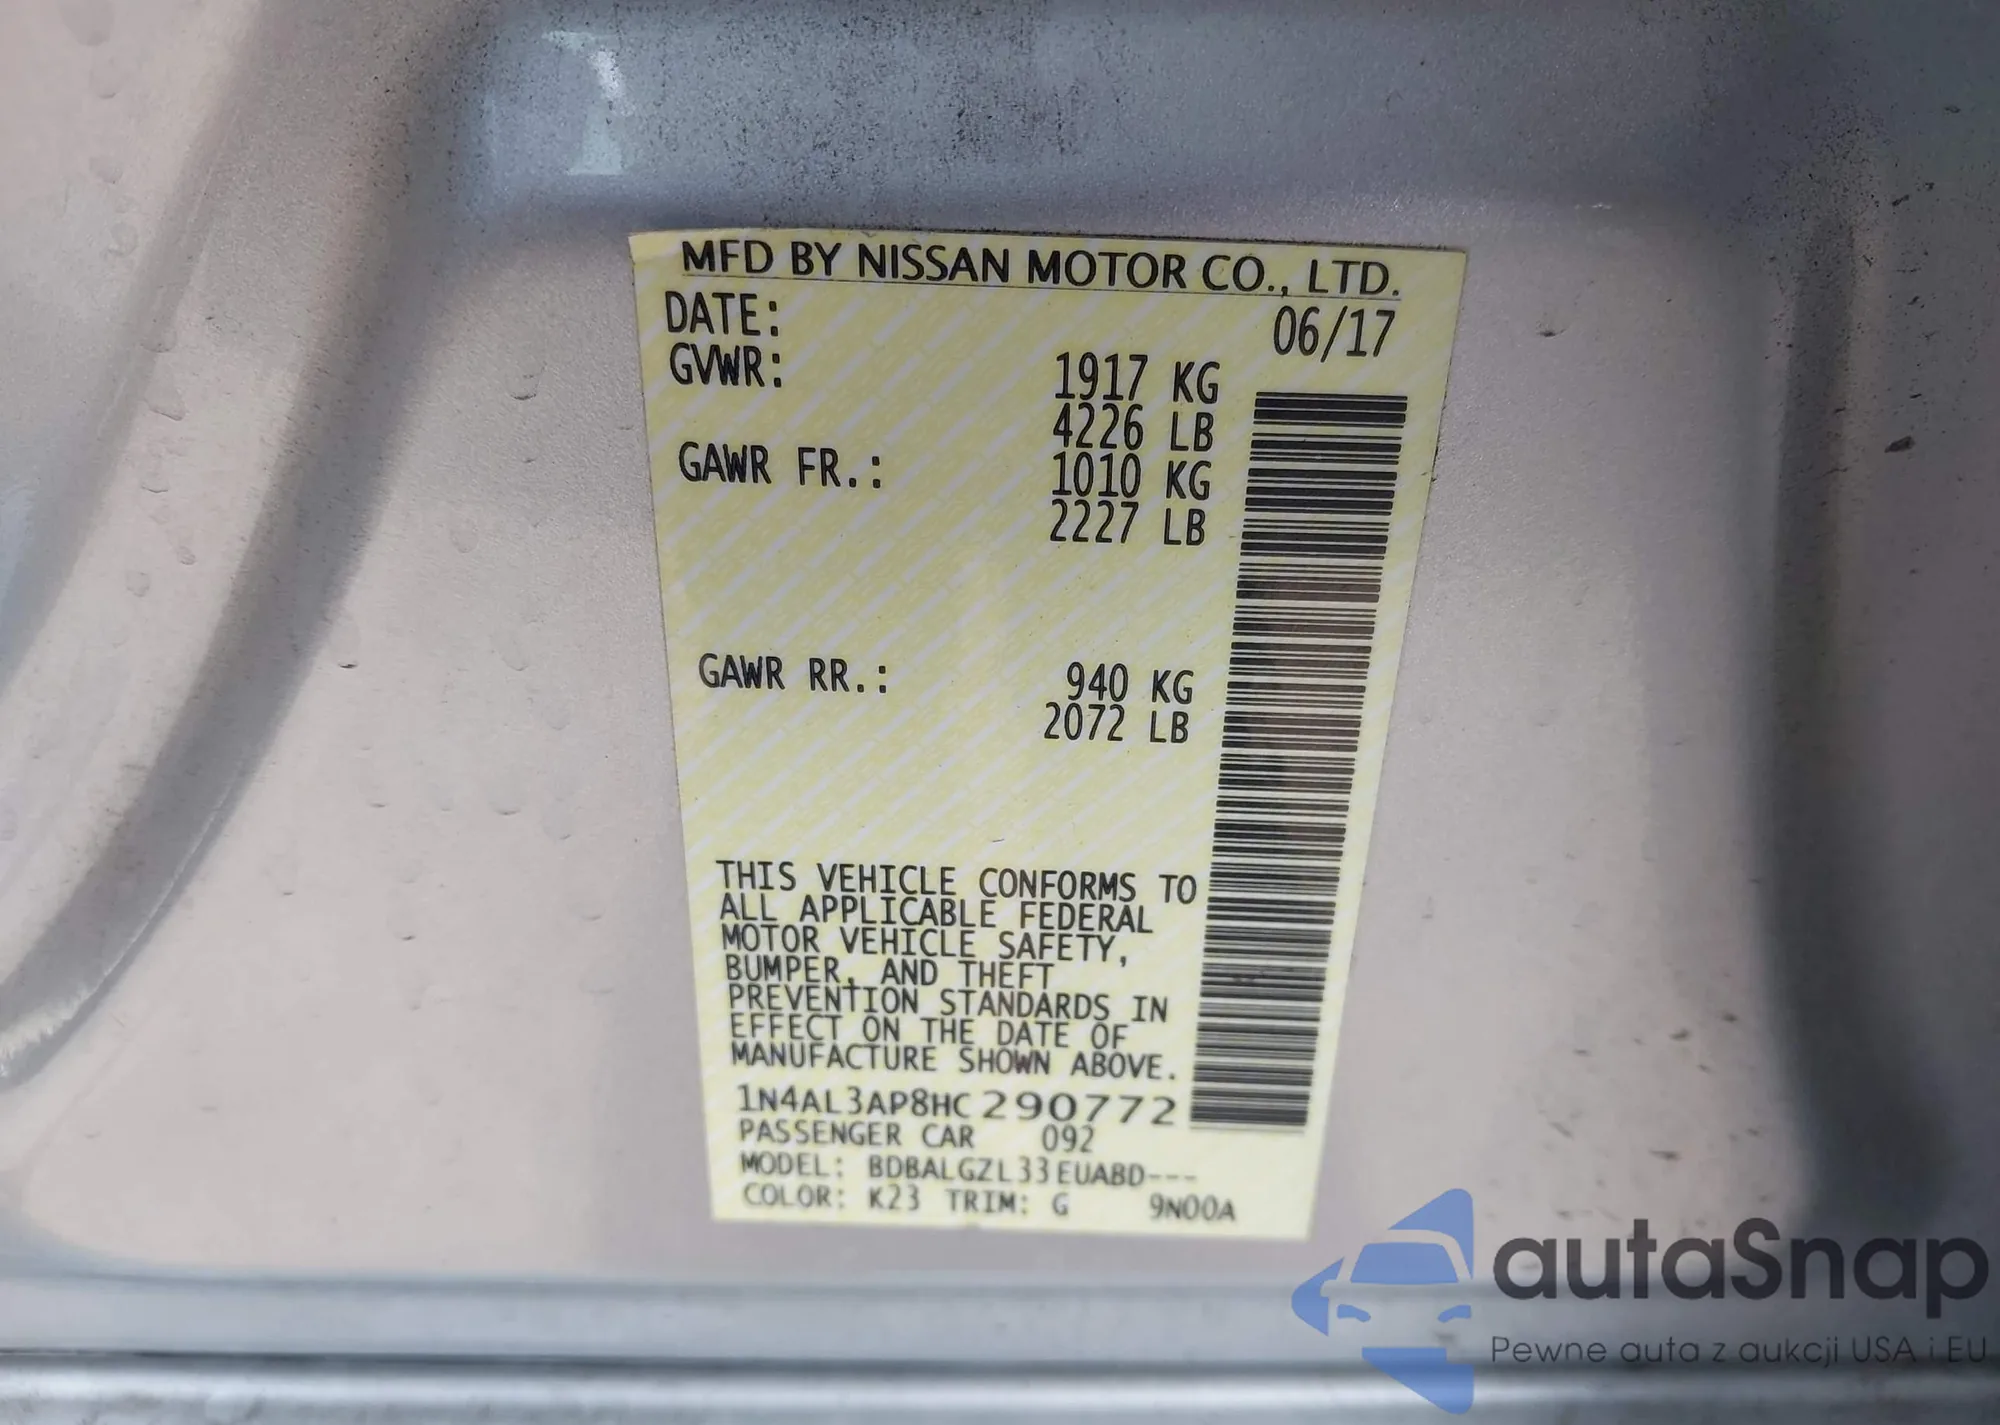 MFD BY NISSAN MOTOR CO., LTD.
DATE: 06/17
GVWR: 1917 KG
4226 LB
GAWR FR.: 1010 KG
2227 LB
GAWR RR.: 940 KG
2072 LB
THIS VEHICLE CONFORMS TO
ALL APPLICABLE FEDERAL
MOTOR VEHICLE SAFETY,
BUMPER, AND THEFT
PREVENTION STANDARDS IN
EFFECT ON THE DATE OF
MANUFACTURE SHOWN ABOVE.
1N4AL3AP8HC290772
PASSENGER CAR 092
MODEL: BDBALGZL33EUABD---
COLOR: K23 TRIM: G 9N00A
autaSnap
Pewne auta z aukcji USA i EU